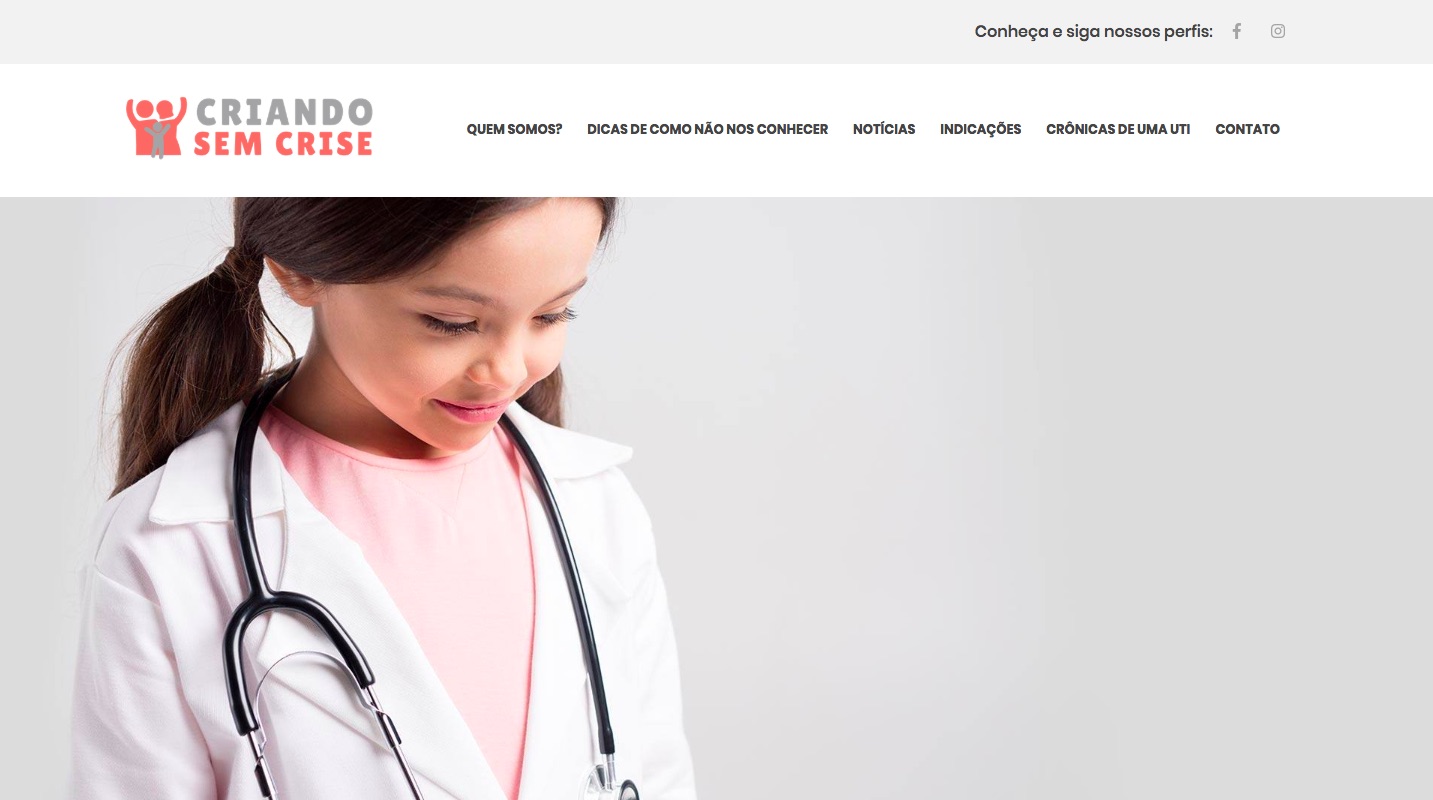 Conheça e siga nossos perfis:
CRIANDO
SEM CRISE
QUEM SOMOS? DICAS DE COMO NÃO NOS CONHECER NOTÍCIAS INDICAÇÕES CRÔNICAS DE UMA UTI CONTATO